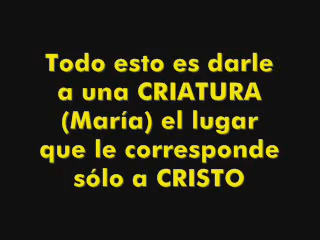 Todo esto es darle
a una CRIATURA
(María) el lugar
que le corresponde
sólo a CRISTO